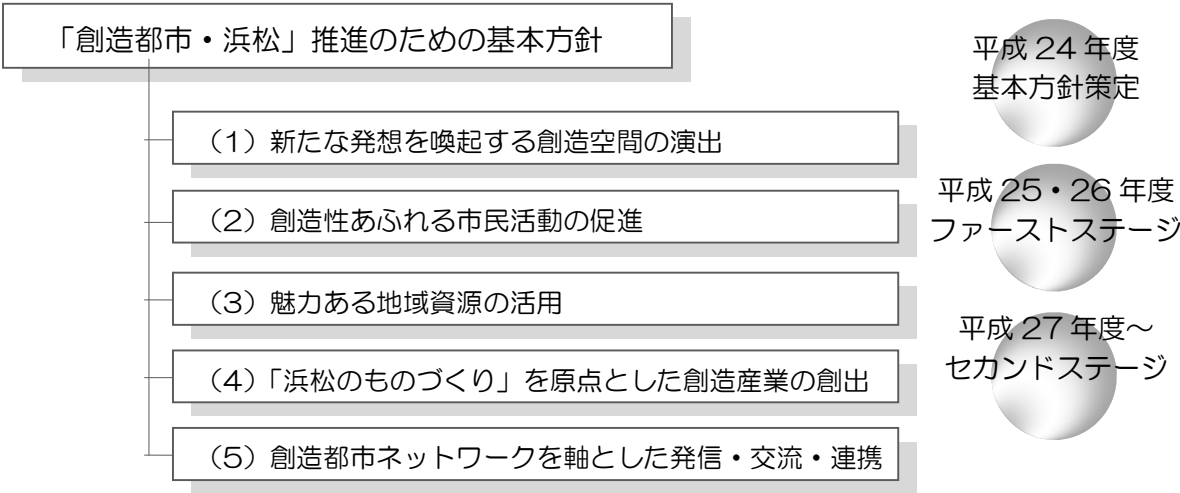 「創造都市・浜松」推進のための基本方針
(1)新たな発想を喚起する創造空間の演出
(2)創造性あふれる市民活動の促進
(3)魅力ある地域資源の活用
(4)「浜松のものづくり」を原点とした創造産業の創出
(5)創造都市ネットワークを軸とした発信・交流・連携
平成 24 年度
基本方針策定
平成 25・26 年度
ファーストステージ
平成 27 年度~
セカンドステージ